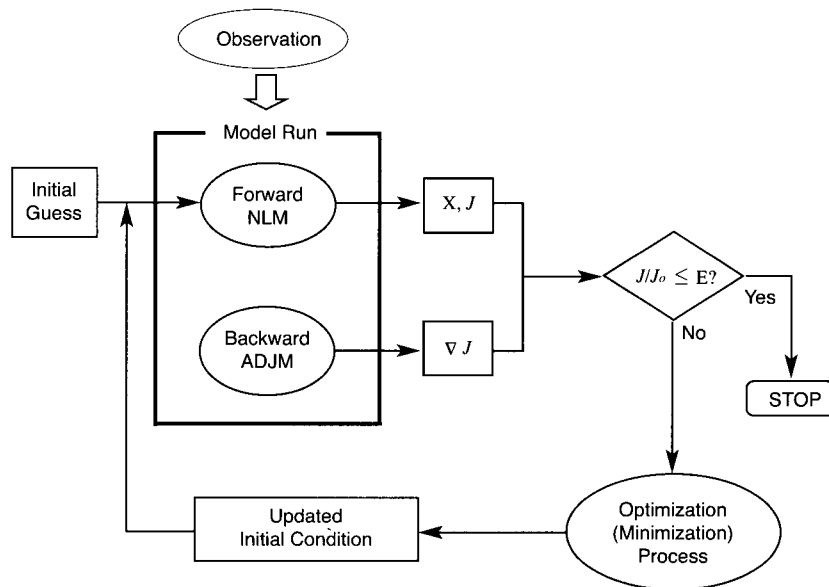 Observation
Model Run
Initial
Guess
Forward
NLM
X, J
J/Jo ≤ E?
Yes
No
Backward
ADJM
∇ J
STOP
Updated
Initial Condition
Optimization
(Minimization)
Process